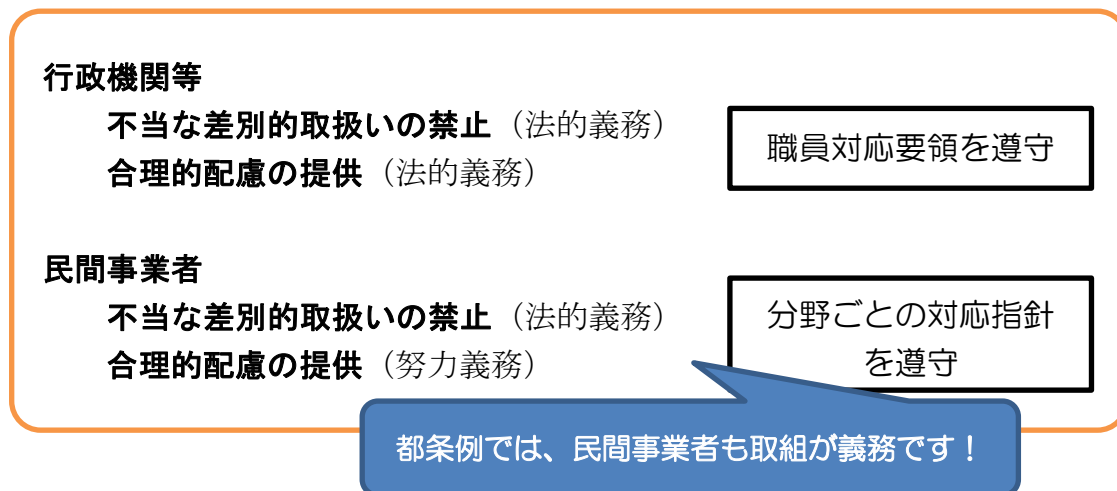 行政機関等
不当な差別的取扱いの禁止（法的義務）
合理的配慮の提供（法的義務）
職員対応要領を遵守
民間事業者
不当な差別的取扱いの禁止（法的義務）
合理的配慮の提供（努力義務）
分野ごとの対応指針
を遵守
都条例では、民間事業者も取組が義務です！